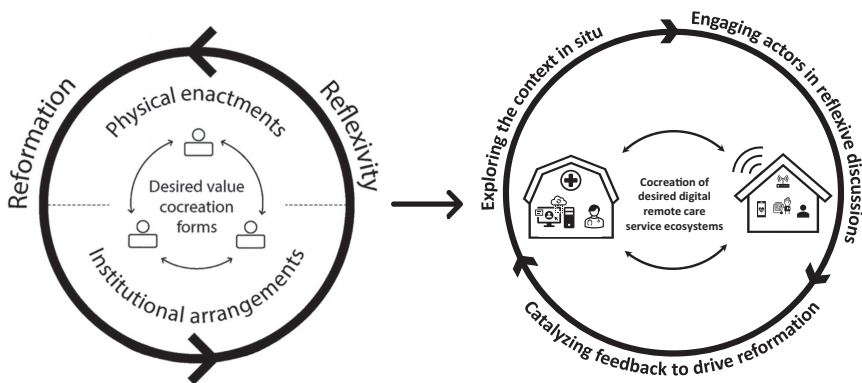 Reformation
Reflexivity
Physical enactments
Desired value
cocreation
forms
Institutional arrangements
Exploring the context in situ
Engaging actors in reflexive discussions
Cocreation of
desired digital
remote care
service ecosystems
Catalyzing feedback to drive reformation